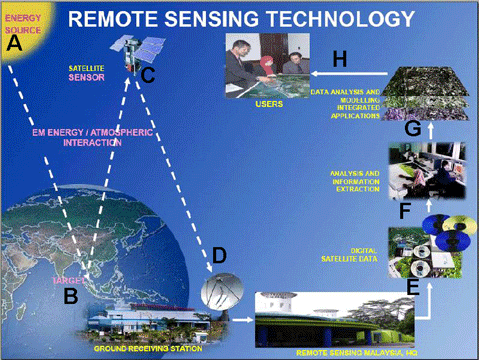 REMOTE SENSING TECHNOLOGY
ENERGY
SOURCE
A
SATELLITE
SENSOR
C
H
USERS
DATA ANALYSIS AND
MODELLING
INTEGRATED
APPLICATIONS
G
EM ENERGY / ATMOSPHERIC
INTERACTION
ANALYSIS AND
INFORMATION
EXTRACTION
F
D
DIGITAL
SATELLITE DATA
E
TARGET
B
GROUND RECEIVING STATION
REMOTE SENSING MALAYSIA, HQ